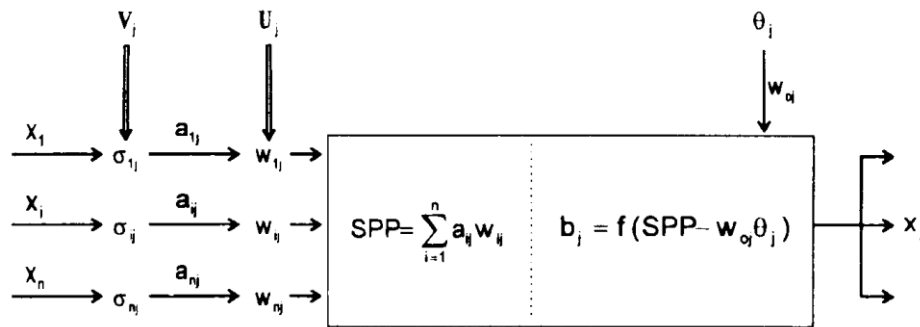 V_j U_j θ_j
w_oj
x_1 σ_1j a_1j w_1j
x_i σ_ij a_ij w_ij
SPP=∑_{i=1}^{n} a_ij w_ij b_j = f(SPP-w_oj θ_j) x
x_n σ_nj a_nj w_nj